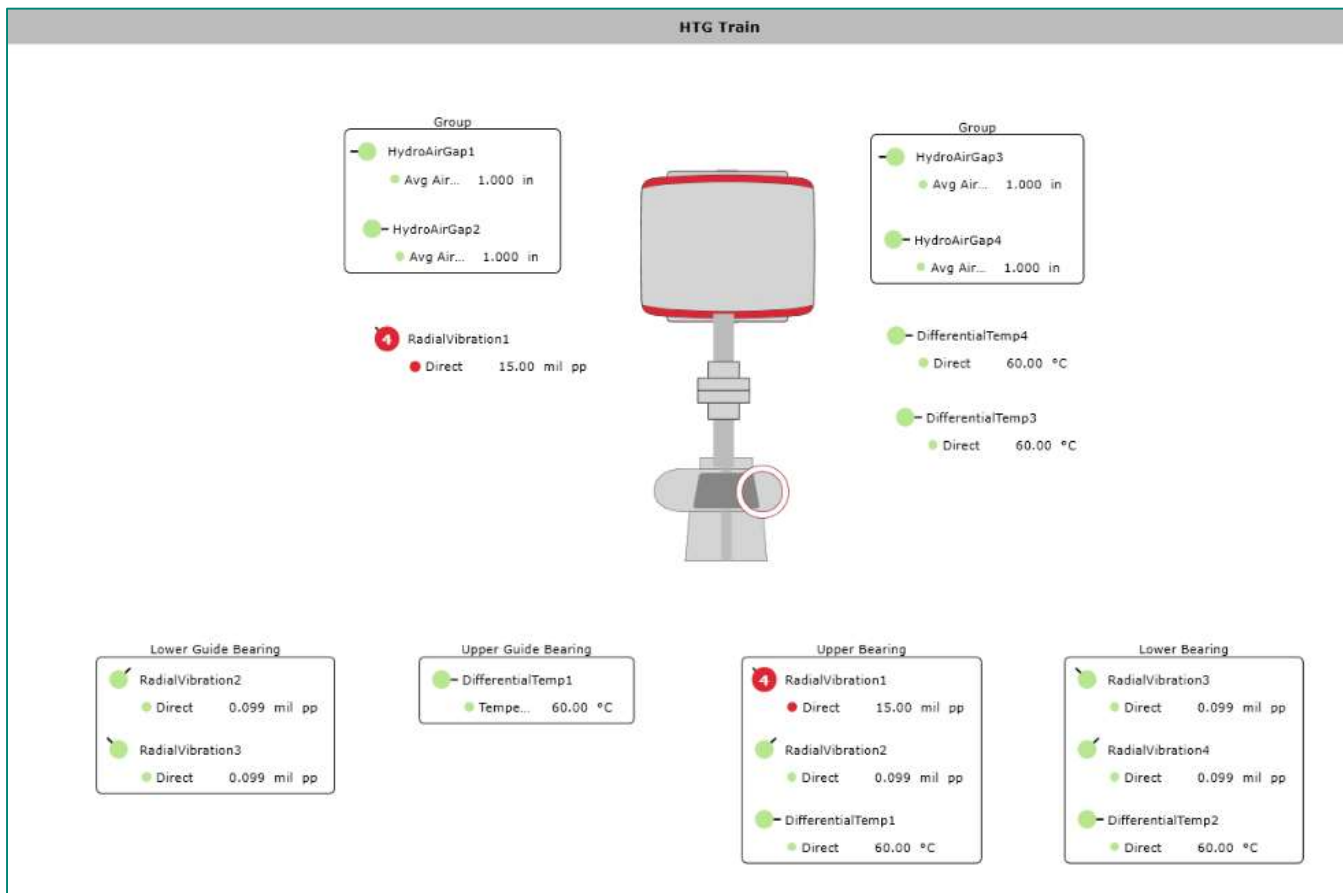 HTG Train
Group
HydroAirGap1
Avg Air... 1.000 in
HydroAirGap2
Avg Air... 1.000 in
Group
HydroAirGap3
Avg Air... 1.000 in
HydroAirGap4
Avg Air... 1.000 in
4 RadialVibration1
Direct 15.00 mil pp
DifferentialTemp4
Direct 60.00 °C
DifferentialTemp3
Direct 60.00 °C
Lower Guide Bearing
RadialVibration2
Direct 0.099 mil pp
RadialVibration3
Direct 0.099 mil pp
Upper Guide Bearing
DifferentialTemp1
Tempe... 60.00 °C
Upper Bearing
4 RadialVibration1
Direct 15.00 mil pp
RadialVibration2
Direct 0.099 mil pp
DifferentialTemp1
Direct 60.00 °C
Lower Bearing
RadialVibration3
Direct 0.099 mil pp
RadialVibration4
Direct 0.099 mil pp
DifferentialTemp2
Direct 60.00 °C